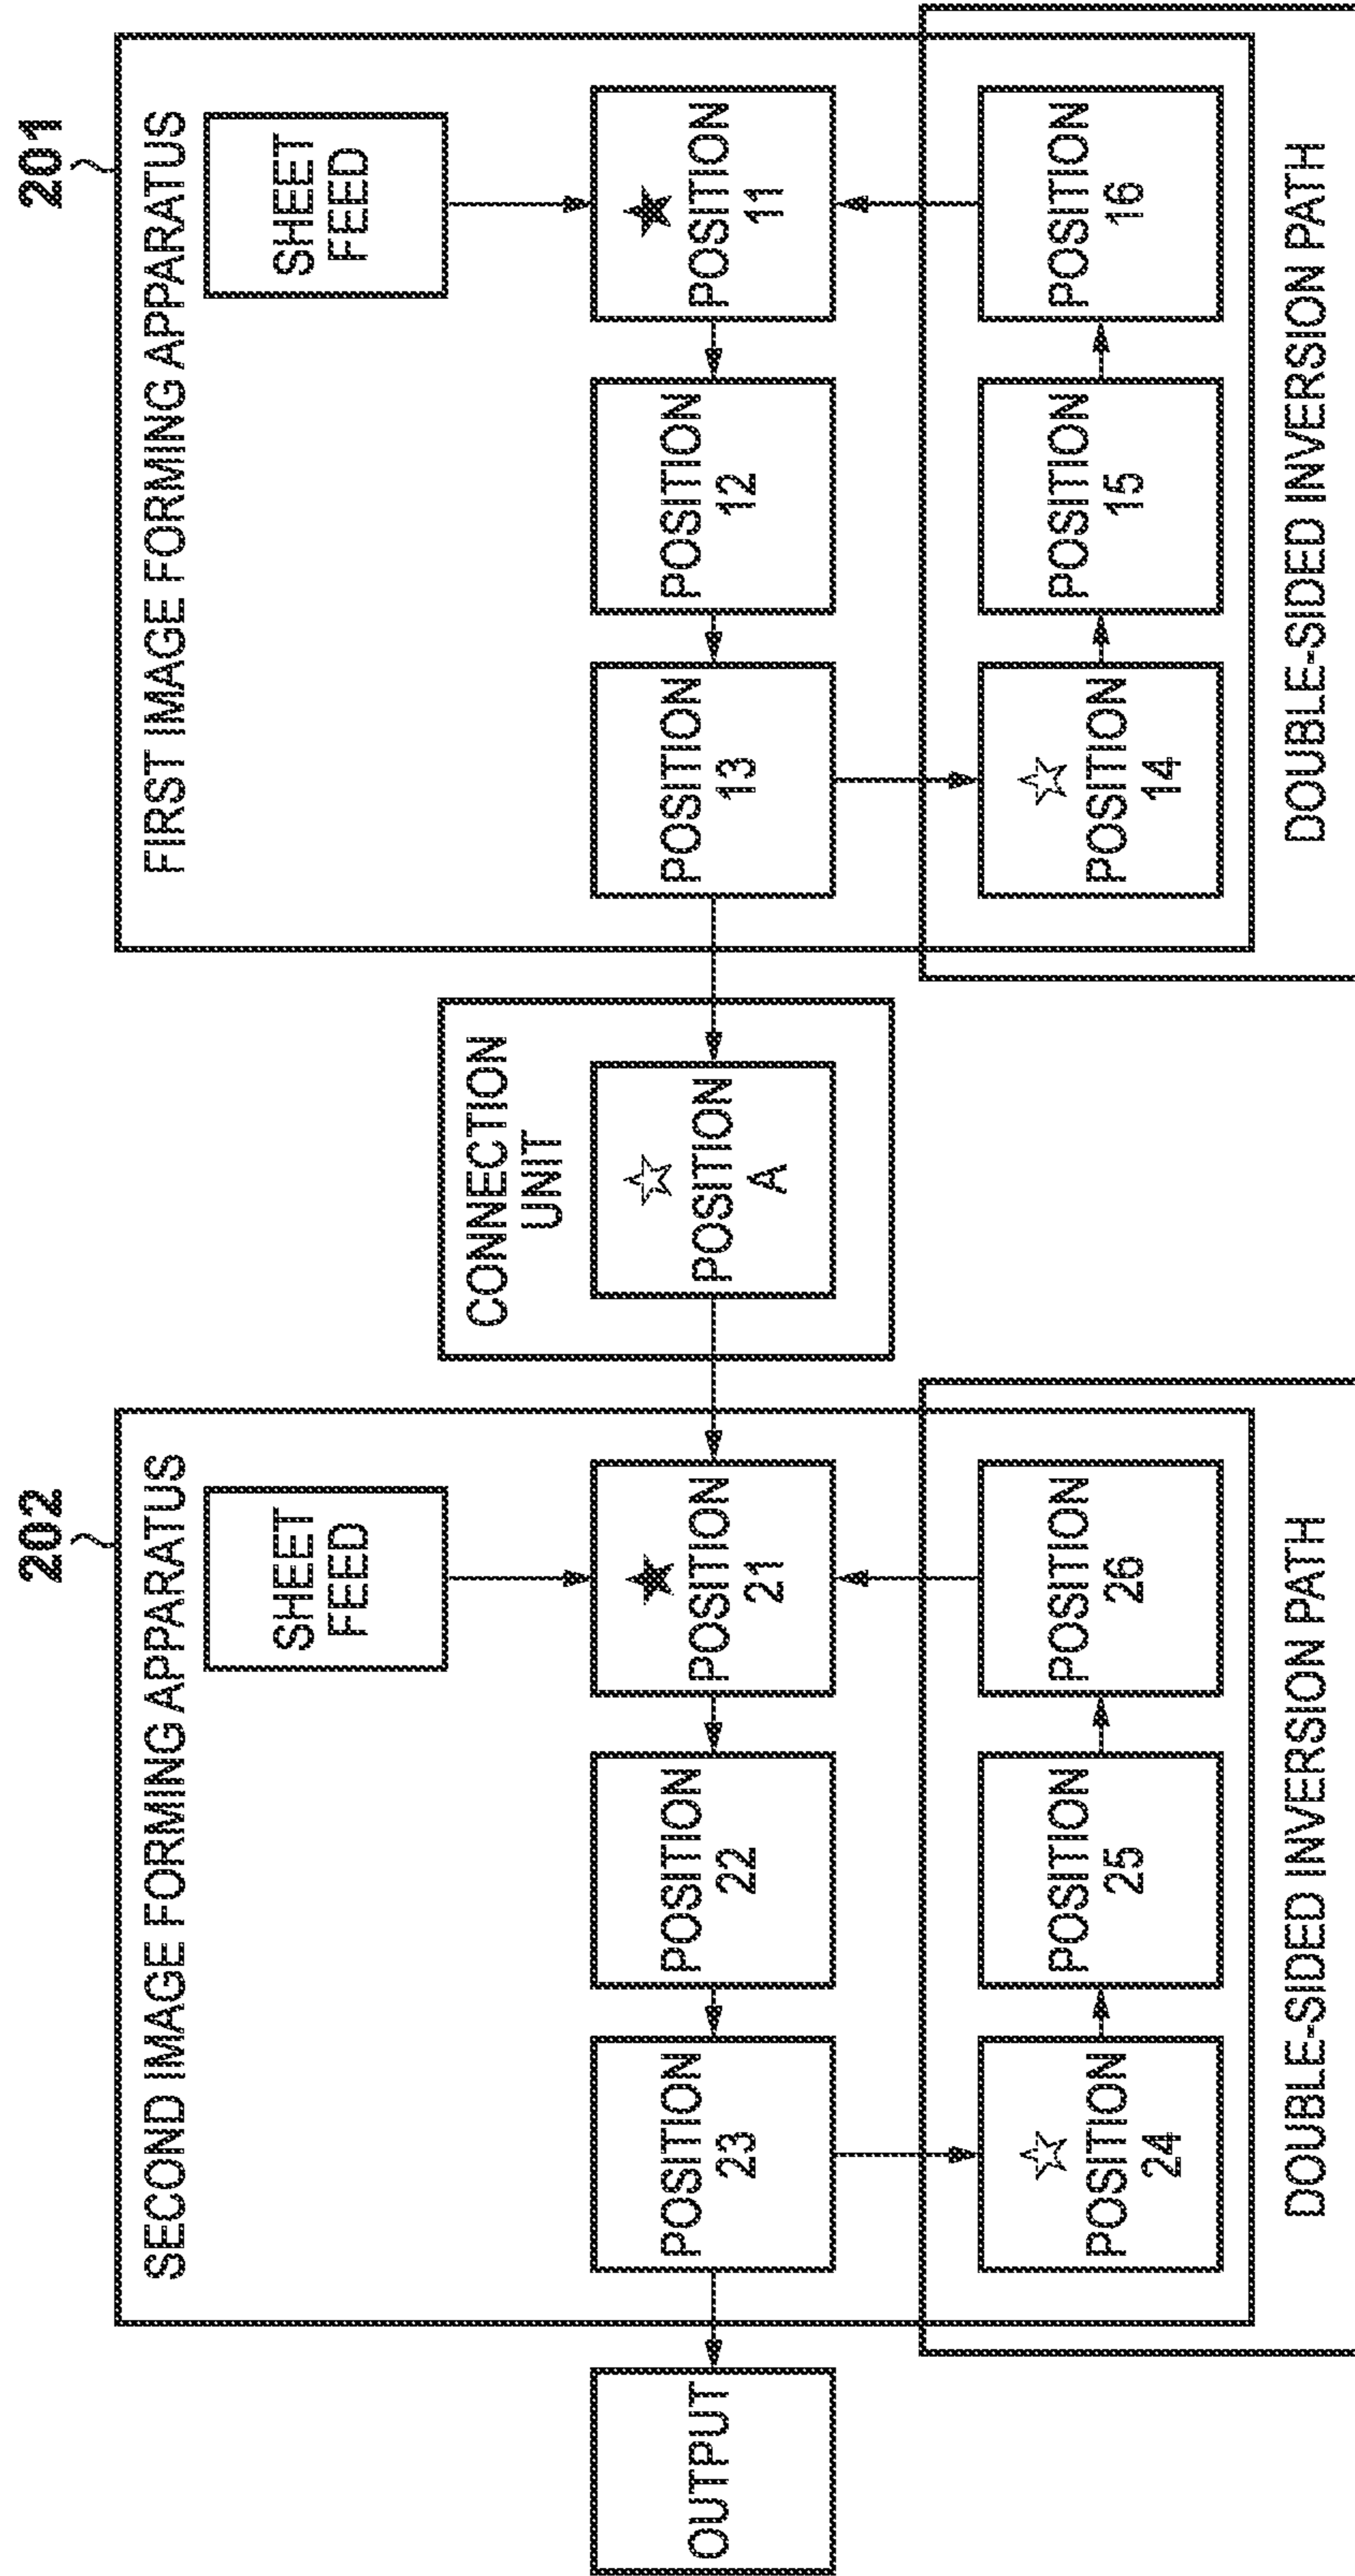 202
SECOND IMAGE FORMING APPARATUS
SHEET
FEED
OUTPUT
POSITION
23
POSITION
22
★
POSITION
21
☆
POSITION
24
POSITION
25
POSITION
26
DOUBLE-SIDED INVERSION PATH
CONNECTION
UNIT
☆
POSITION
A
201
FIRST IMAGE FORMING APPARATUS
SHEET
FEED
POSITION
13
POSITION
12
★
POSITION
11
☆
POSITION
14
POSITION
15
POSITION
16
DOUBLE-SIDED INVERSION PATH